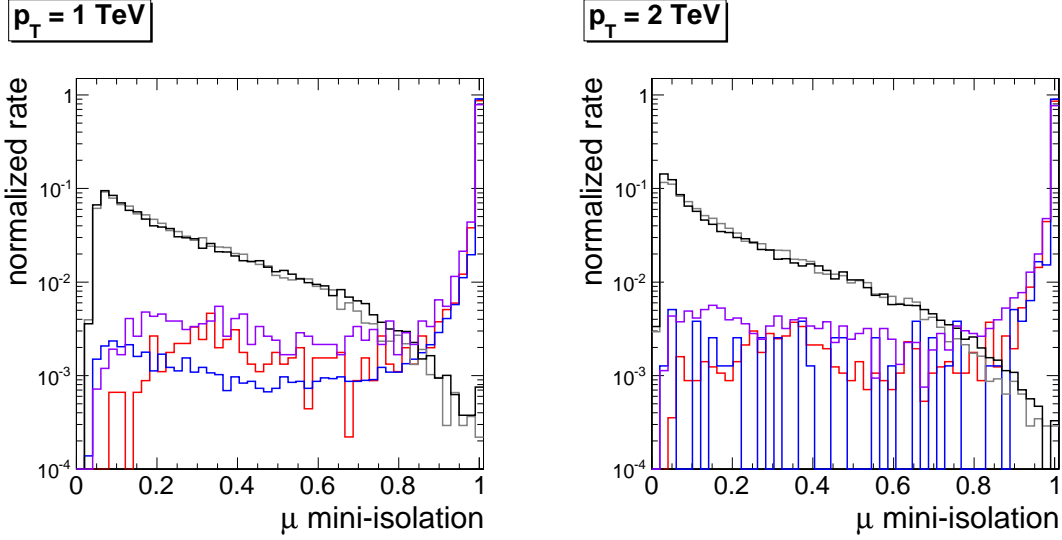 p_T = 1 TeV
normalized rate
1
10^-1
10^-2
10^-3
10^-4
0 0.2 0.4 0.6 0.8 1
μ mini-isolation
p_T = 2 TeV
normalized rate
1
10^-1
10^-2
10^-3
10^-4
0 0.2 0.4 0.6 0.8 1
μ mini-isolation